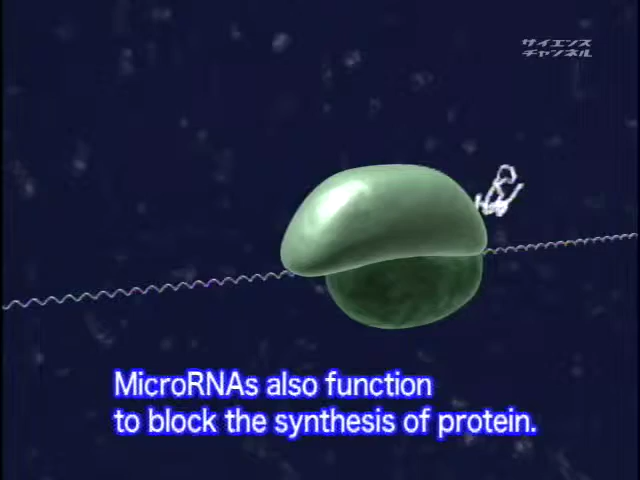 サイエンス
チャンネル
MicroRNAs also function
to block the synthesis of protein.